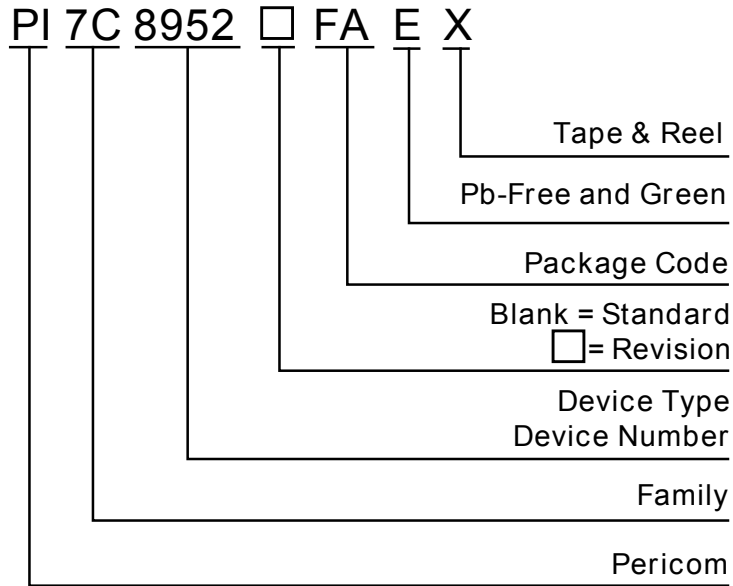 PI 7C 8952 □ FA E X
Tape & Reel
Pb-Free and Green
Package Code
Blank = Standard
□= Revision
Device Type
Device Number
Family
Pericom